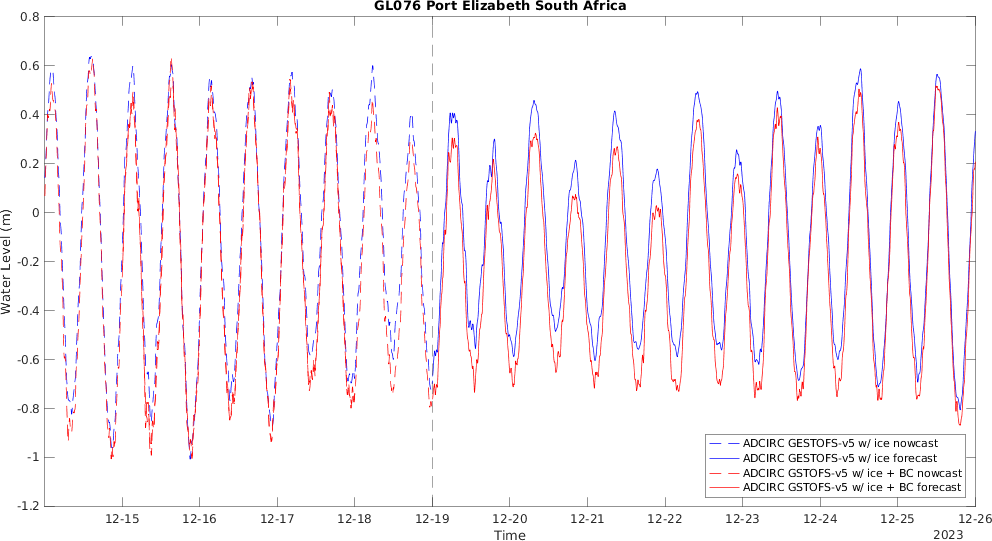 GL076 Port Elizabeth South Africa
0.8
0.6
0.4
0.2
0
-0.2
-0.4
-0.6
-0.8
-1
-1.2
Water Level (m)
ADCIRC GESTOFS-v5 w/ ice nowcast
ADCIRC GESTOFS-v5 w/ ice forecast
ADCIRC GSTOFS-v5 w/ ice + BC nowcast
ADCIRC GSTOFS-v5 w/ ice + BC forecast
12-15 12-16 12-17 12-18 12-19 12-20 12-21 12-22 12-23 12-24 12-25 12-26
Time
2023